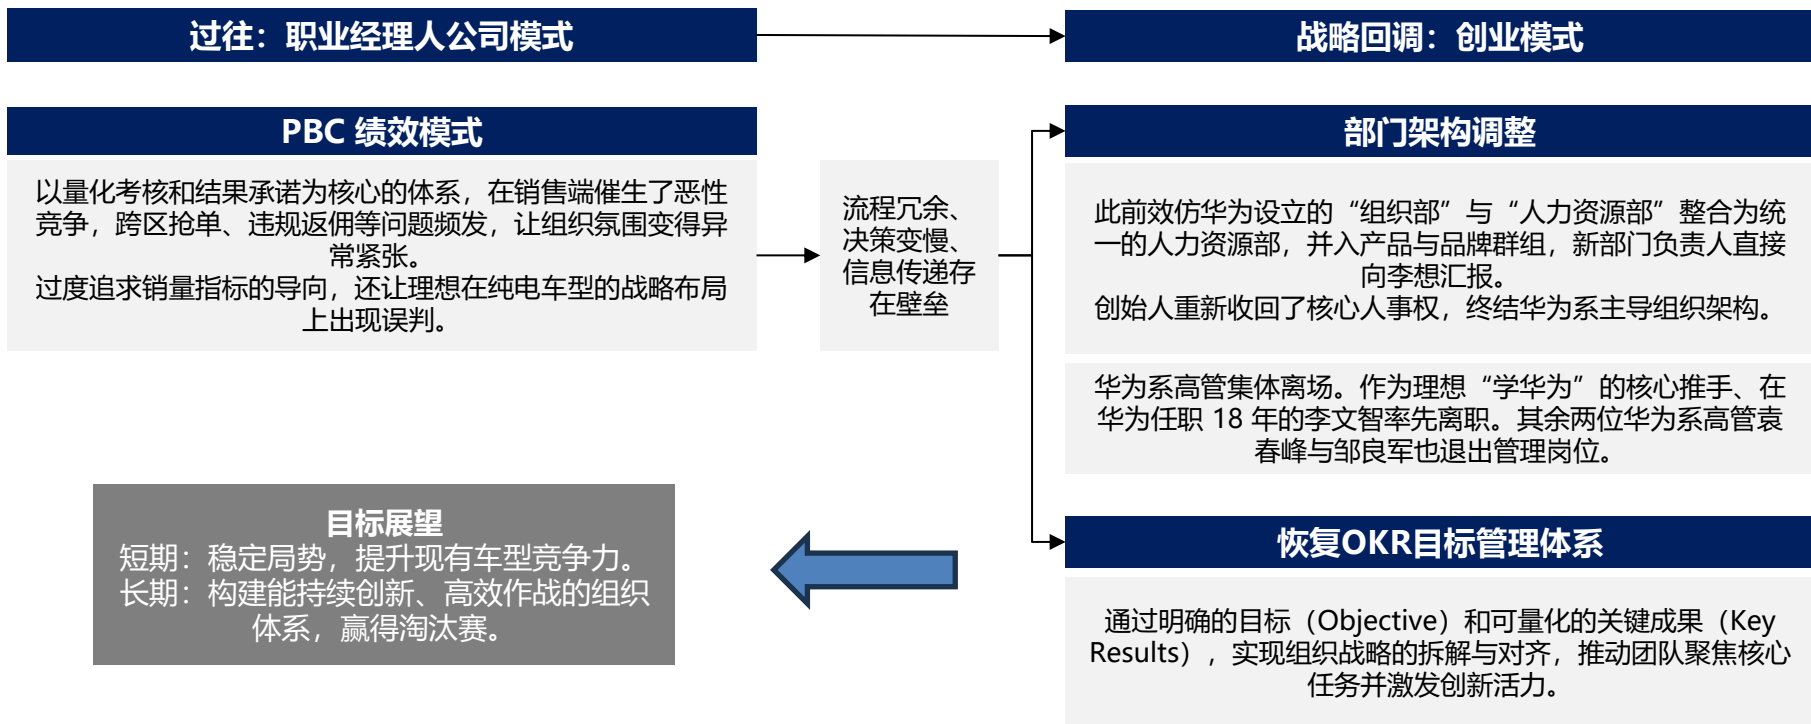 过往：职业经理人公司模式
战略回调：创业模式
PBC 绩效模式
以量化考核和结果承诺为核心的体系，在销售端催生了恶性
竞争，跨区抢单、违规返佣等问题频发，让组织氛围变得异
常紧张。
过度追求销量指标的导向，还让理想在纯电车型的战略布局
上出现误判。
流程冗余、
决策变慢、
信息传递存
在壁垒
部门架构调整
此前效仿华为设立的“组织部”与“人力资源部”整合为统
一的人力资源部，并入产品与品牌群组，新部门负责人直接
向李想汇报。
创始人重新收回了核心人事权，终结华为系主导组织架构。
华为系高管集体离场。作为理想“学华为”的核心推手、在
华为任职 18 年的李文智率先离职。其余两位华为系高管袁
春峰与邹良军也退出管理岗位。
恢复OKR目标管理体系
通过明确的目标（Objective）和可量化的关键成果（Key
Results），实现组织战略的拆解与对齐，推动团队聚焦核心
任务并激发创新活力。
目标展望
短期：稳定局势，提升现有车型竞争力。
长期：构建能持续创新、高效作战的组织
体系，赢得淘汰赛。